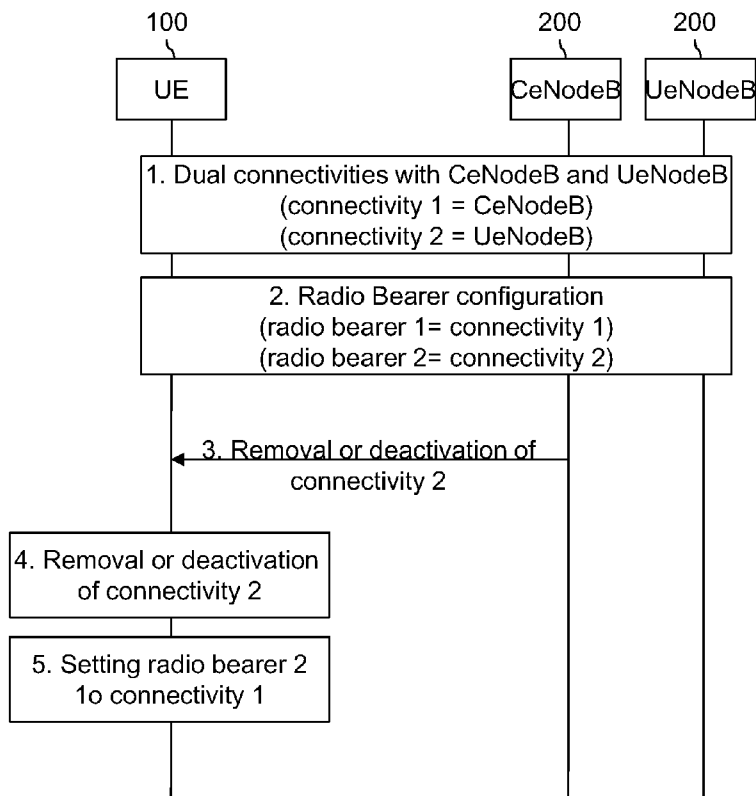 100
200
200
UE
CeNodeB
UeNodeB
1. Dual connectivities with CeNodeB and UeNodeB
(connectivity 1 = CeNodeB)
(connectivity 2 = UeNodeB)
2. Radio Bearer configuration
(radio bearer 1= connectivity 1)
(radio bearer 2= connectivity 2)
3. Removal or deactivation of
connectivity 2
4. Removal or deactivation
of connectivity 2
5. Setting radio bearer 2
1o connectivity 1